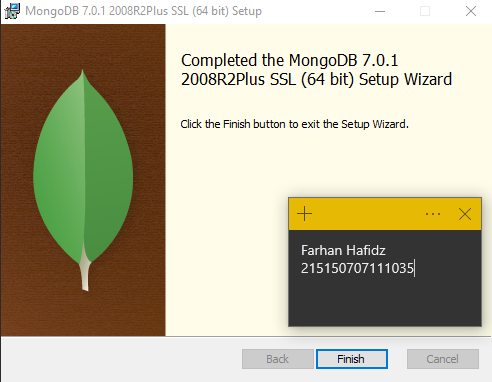 MongoDB 7.0.1 2008R2Plus SSL (64 bit) Setup
Completed the MongoDB 7.0.1
2008R2Plus SSL (64 bit) Setup Wizard
Click the Finish button to exit the Setup Wizard.
Farhan Hafidz
215150707111035
Back
Finish
Cancel